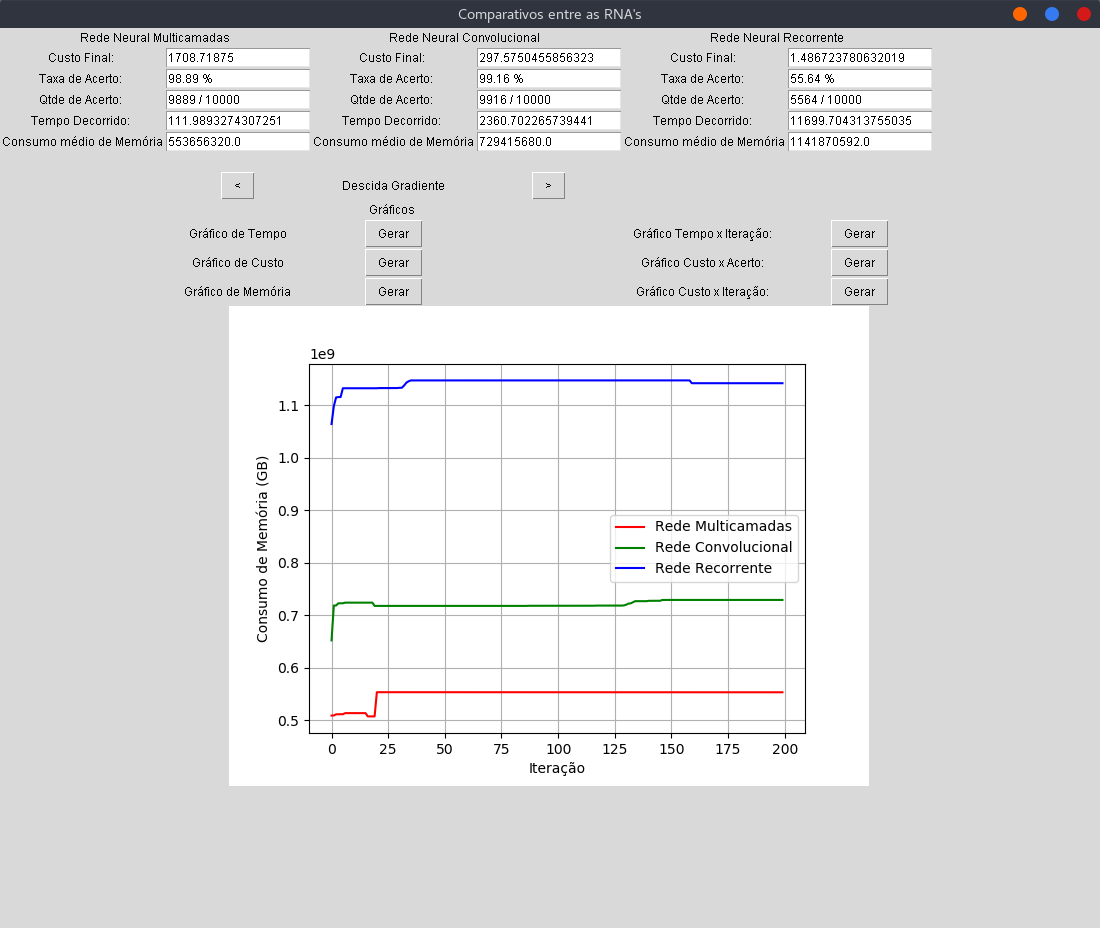 Comparativos entre as RNA's
Rede Neural Multicamadas Rede Neural Convolucional Rede Neural Recorrente
Custo Final: 1708.71875 Custo Final: 297.5750455856323 Custo Final: 1.486723780632019
Taxa de Acerto: 98.89 % Taxa de Acerto: 99.16 % Taxa de Acerto: 55.64 %
Qtde de Acerto: 9889 / 10000 Qtde de Acerto: 9916 / 10000 Qtde de Acerto: 5564 / 10000
Tempo Decorrido: 111.9893274307251 Tempo Decorrido: 2360.702265739441 Tempo Decorrido: 11699.704313755035
Consumo médio de Memória 553656320.0 Consumo médio de Memória 729415680.0 Consumo médio de Memória 1141870592.0
< Descida Gradiente >
Gráficos
Gráfico de Tempo Gerar Gráfico Tempo x Iteração: Gerar
Gráfico de Custo Gerar Gráfico Custo x Acerto: Gerar
Gráfico de Memória Gerar Gráfico Custo x Iteração: Gerar
1e9
1.1
1.0
0.9
0.8
0.7
0.6
0.5
Consumo de Memória (GB)
Rede Multicamadas
Rede Convolucional
Rede Recorrente
0 25 50 75 100 125 150 175 200
Iteração